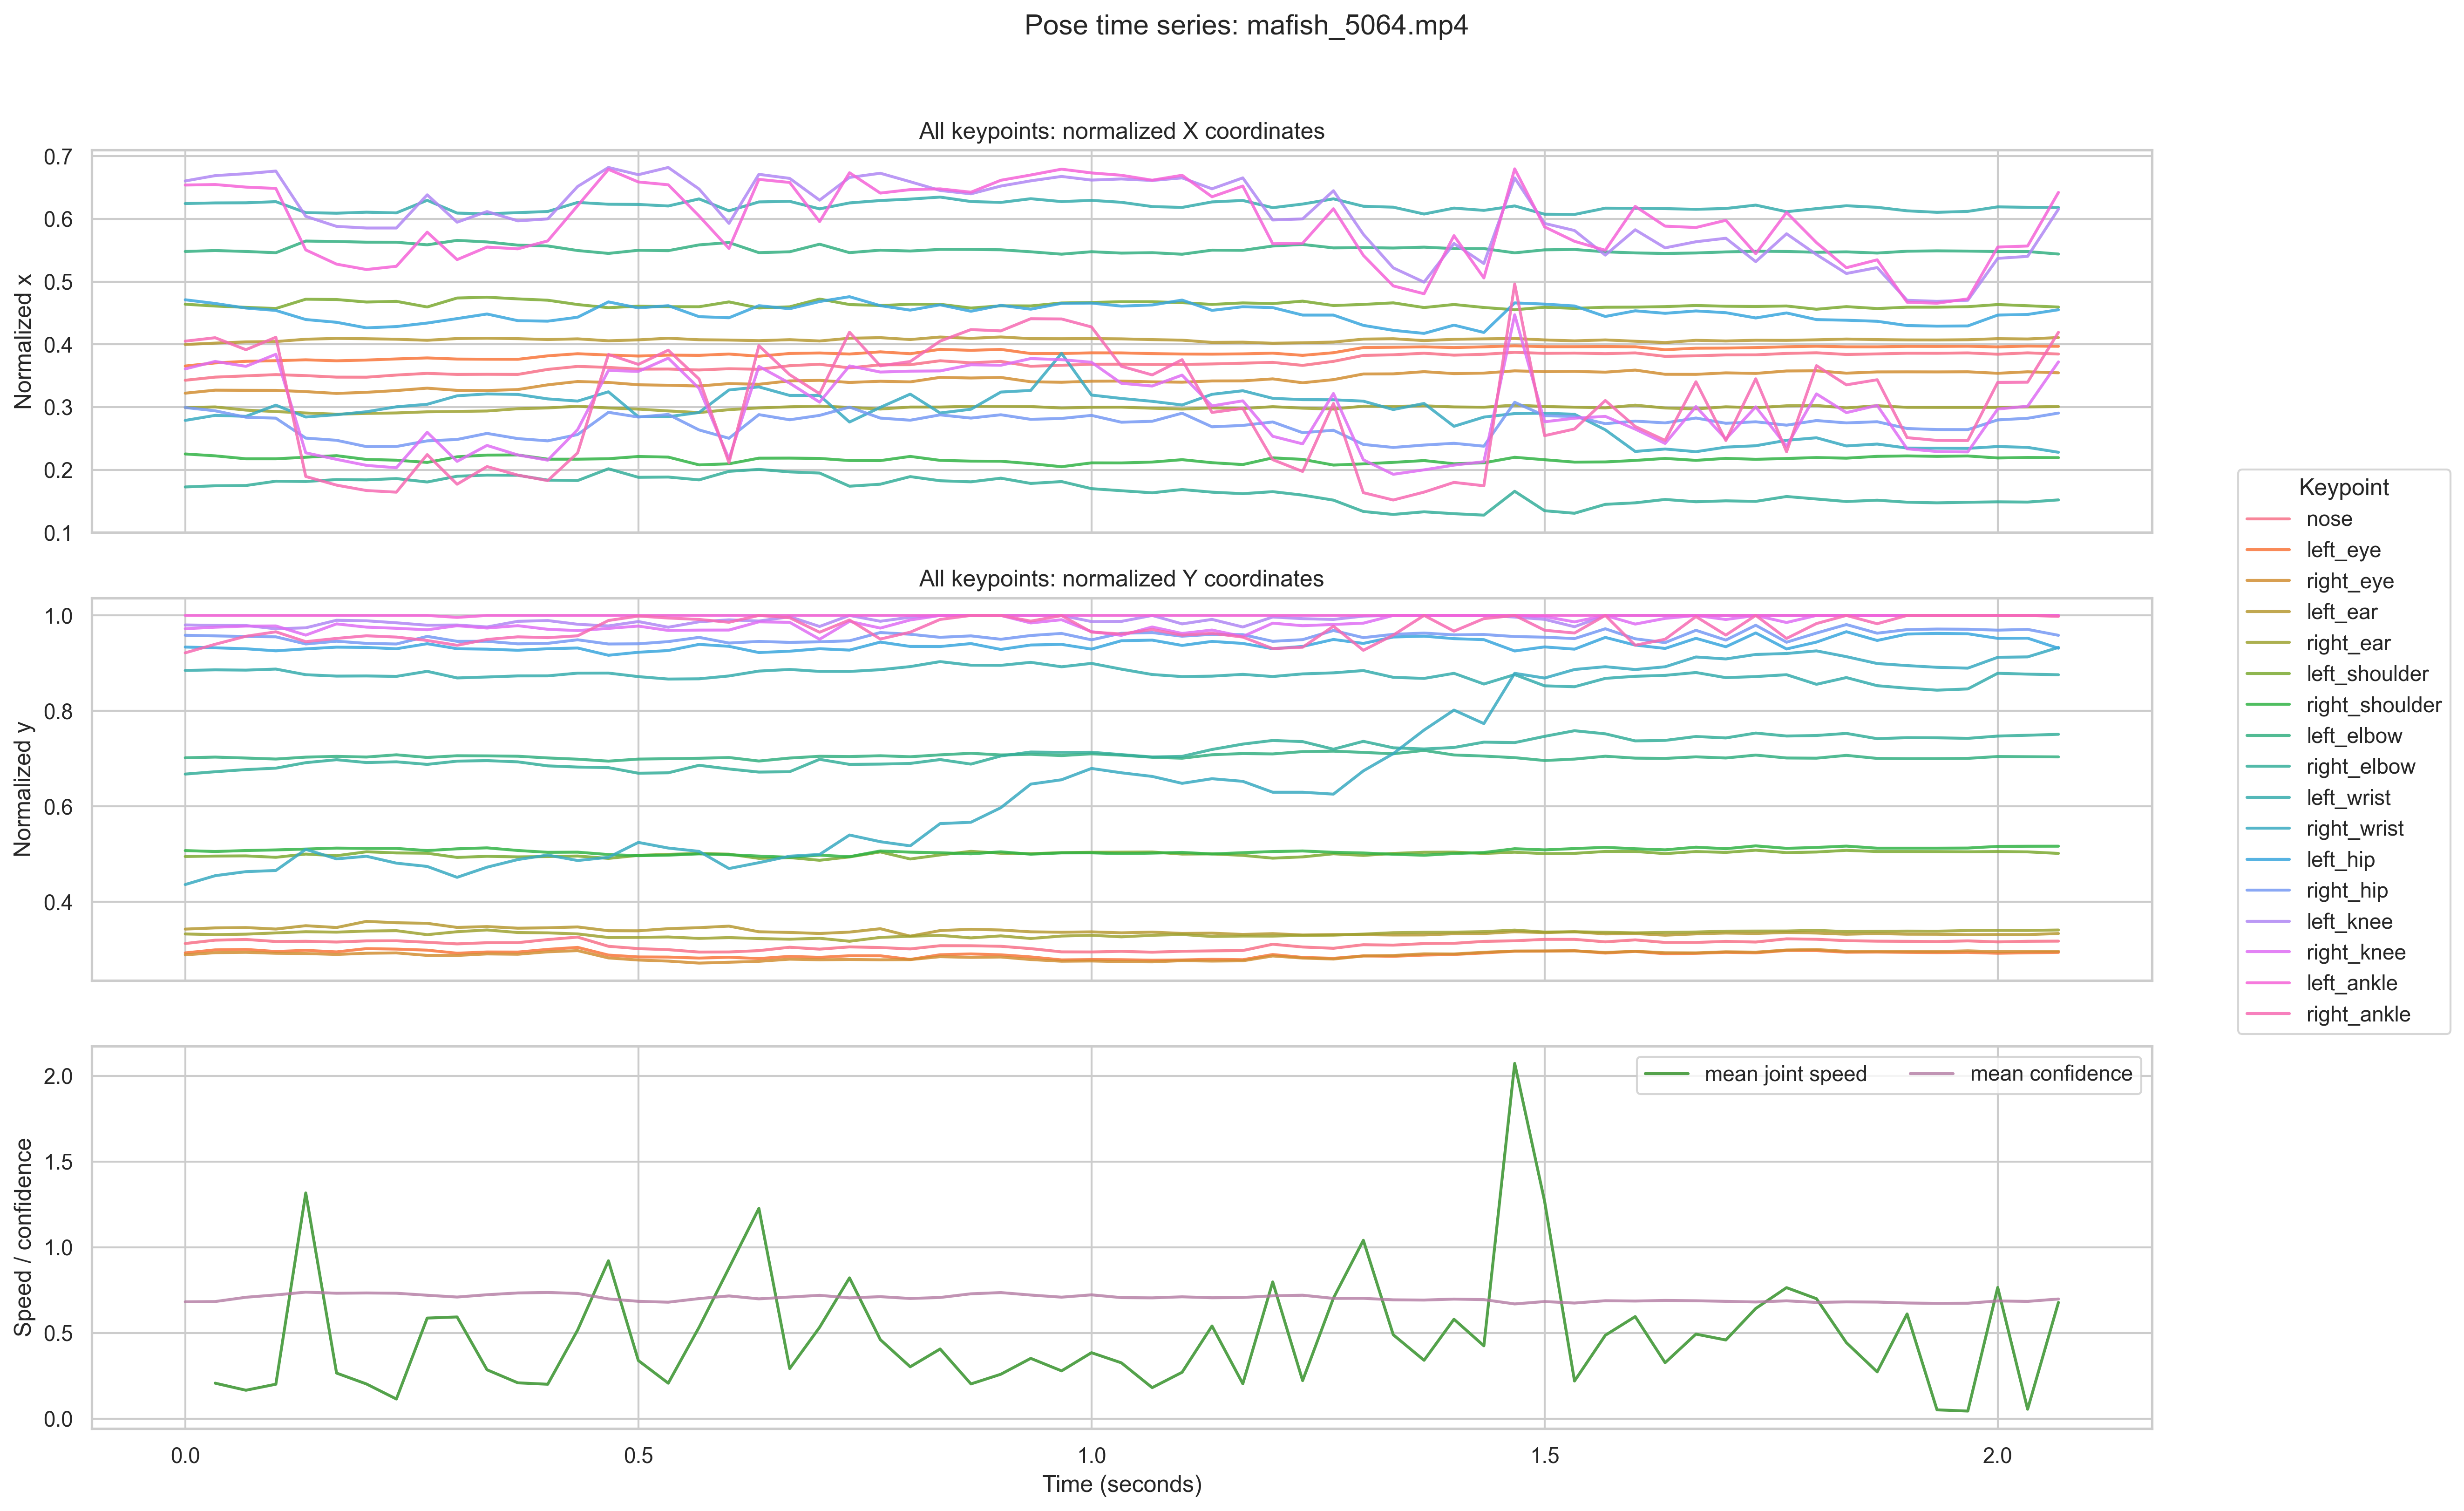 Pose time series: mafish_5064.mp4
All keypoints: normalized X coordinates
Normalized x
0.7
0.6
0.5
0.4
0.3
0.2
0.1
All keypoints: normalized Y coordinates
Normalized y
1.0
0.8
0.6
0.4
Keypoint
nose
left_eye
right_eye
left_ear
right_ear
left_shoulder
right_shoulder
left_elbow
right_elbow
left_wrist
right_wrist
left_hip
right_hip
left_knee
right_knee
left_ankle
right_ankle
Speed / confidence
2.0
1.5
1.0
0.5
0.0
mean joint speed mean confidence
0.0 0.5 1.0 1.5 2.0
Time (seconds)